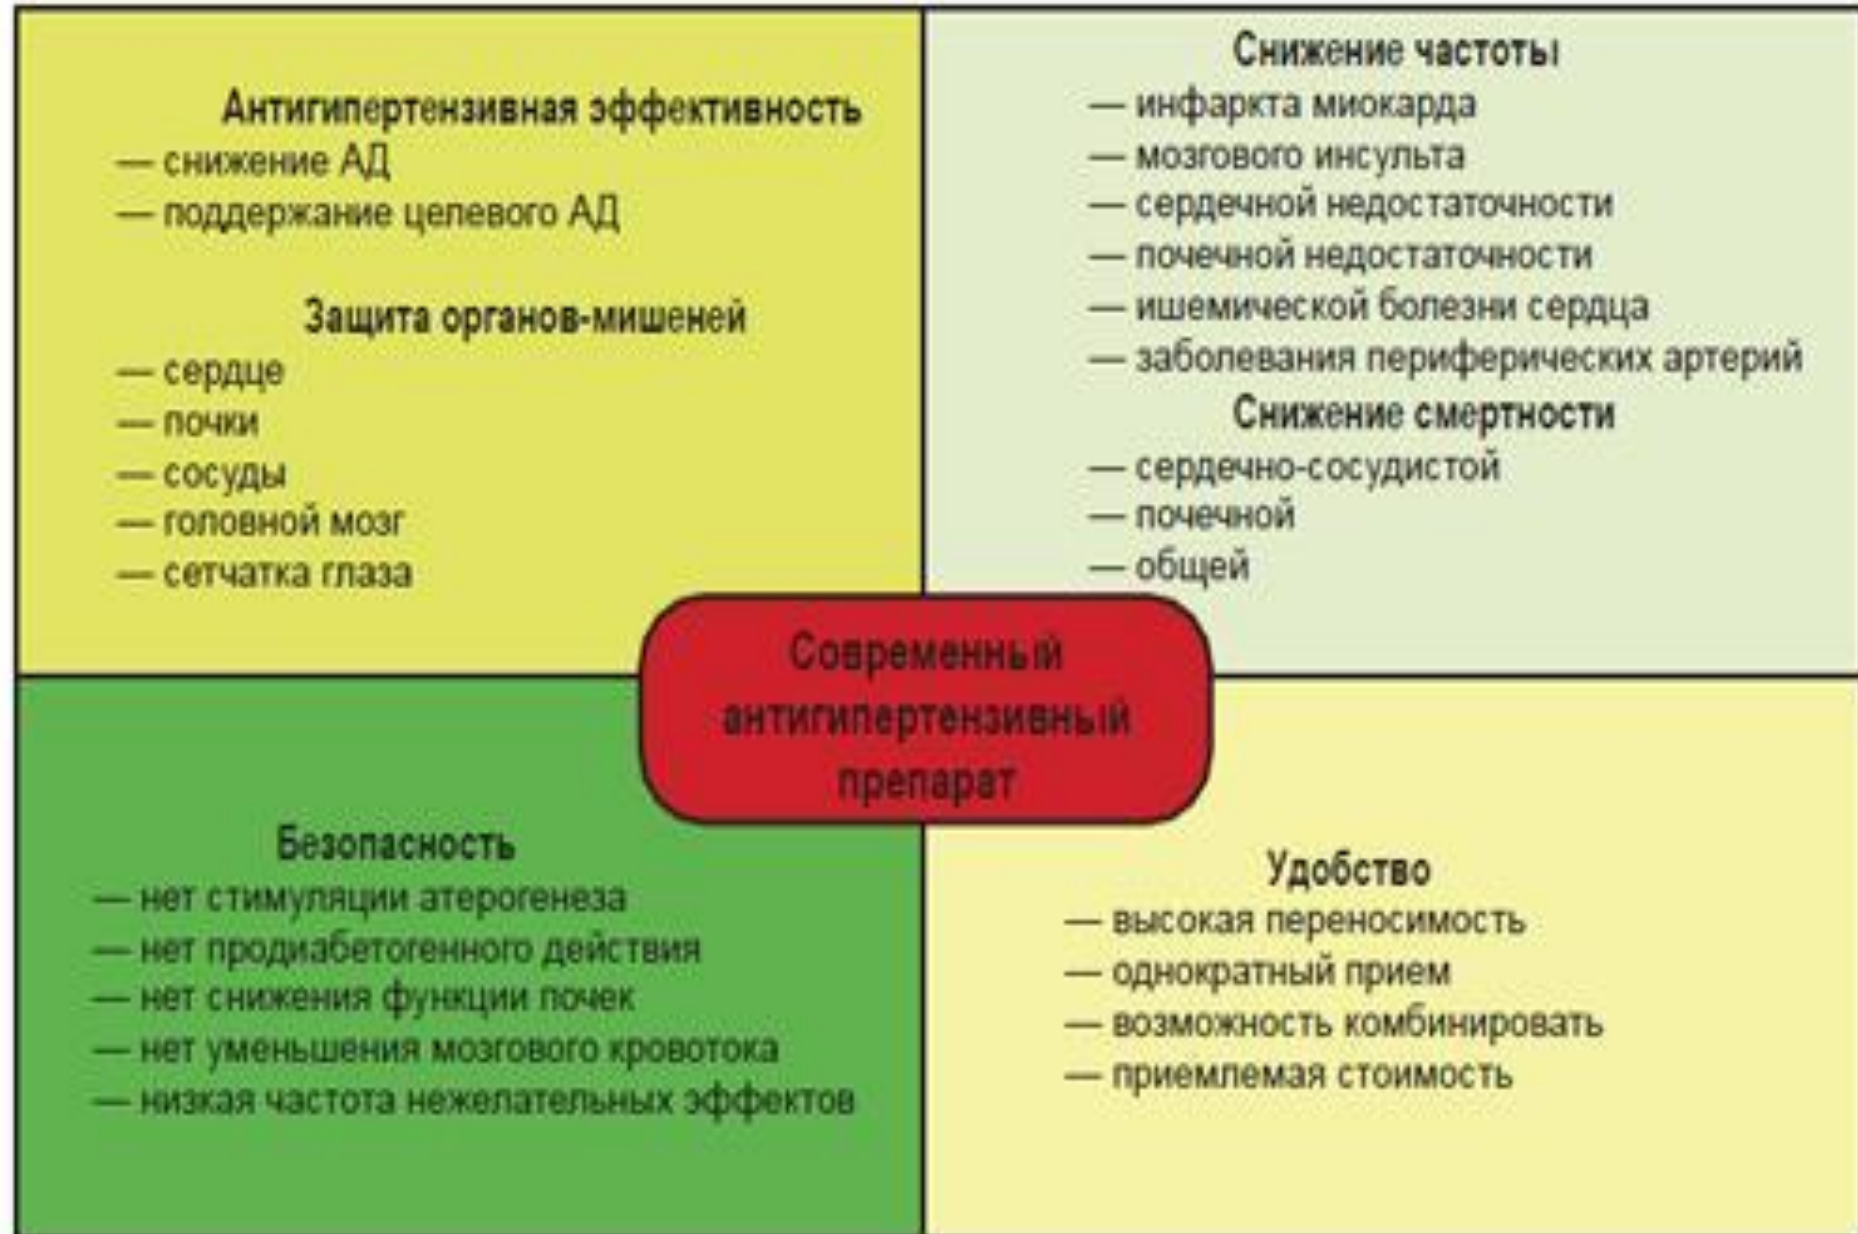 Антигипертензивная эффективность
— снижение АД
— поддержание целевого АД
Защита органов-мишеней
— сердце
— почки
— сосуды
— головной мозг
— сетчатка глаза
Снижение частоты
— инфаркта миокарда
— мозгового инсульта
— сердечной недостаточности
— почечной недостаточности
— ишемической болезни сердца
— заболевания периферических артерий
Снижение смертности
— сердечно-сосудистой
— почечной
— общей
Современный
антигипертензивный
препарат
Безопасность
— нет стимуляции атерогенеза
— нет продиабетогенного действия
— нет снижения функции почек
— нет уменьшения мозгового кровотока
— низкая частота нежелательных эффектов
Удобство
— высокая переносимость
— однократный прием
— возможность комбинировать
— приемлемая стоимость